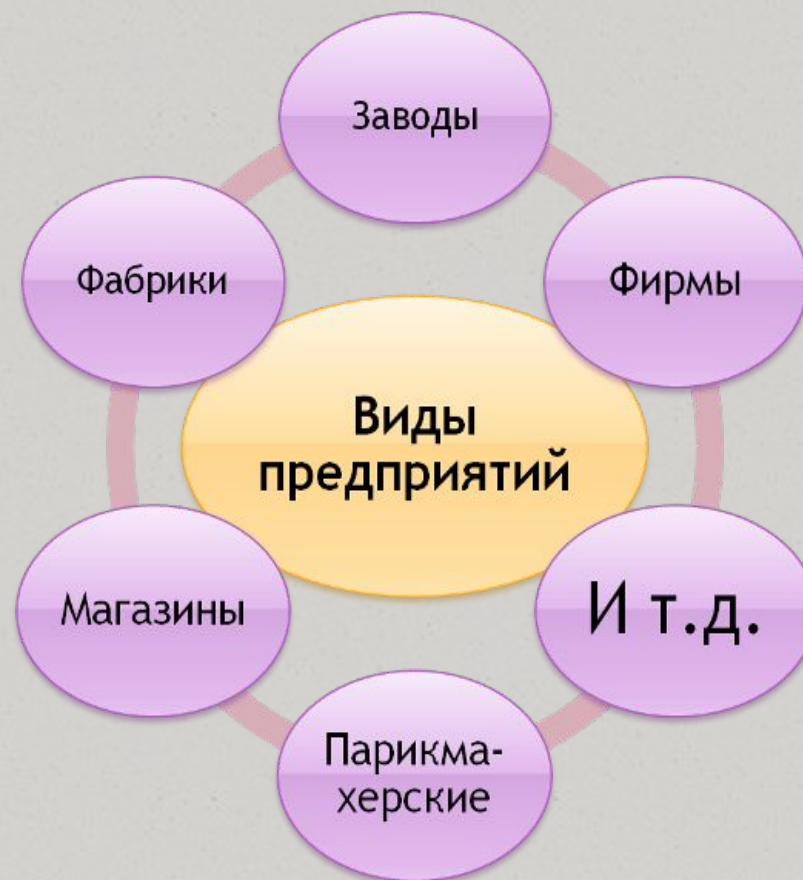 Заводы
Фабрики
Фирмы
Виды
предприятий
Магазины
И т.д.
Парикма-
херские